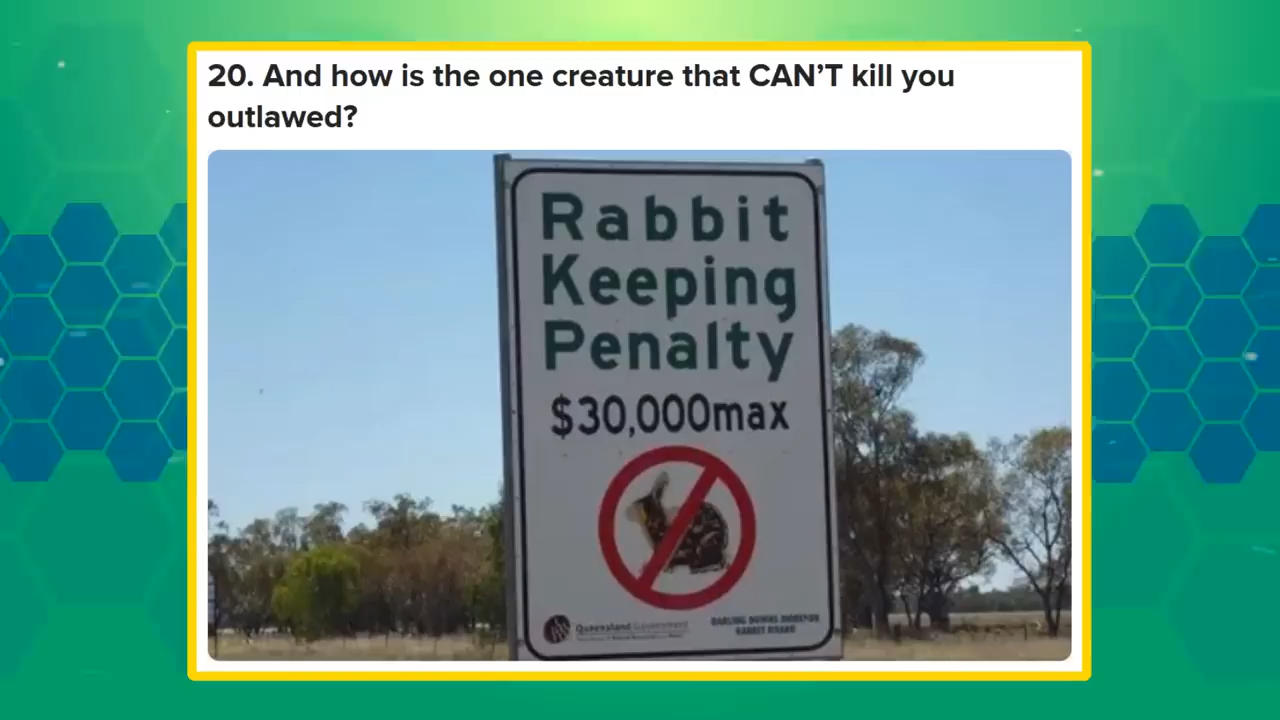 20. And how is the one creature that CAN’T kill you
outlawed?
Rabbit
Keeping
Penalty
$30,000max
Queensland Government
DARLING DOWNS MORETON
RABBIT BOARD